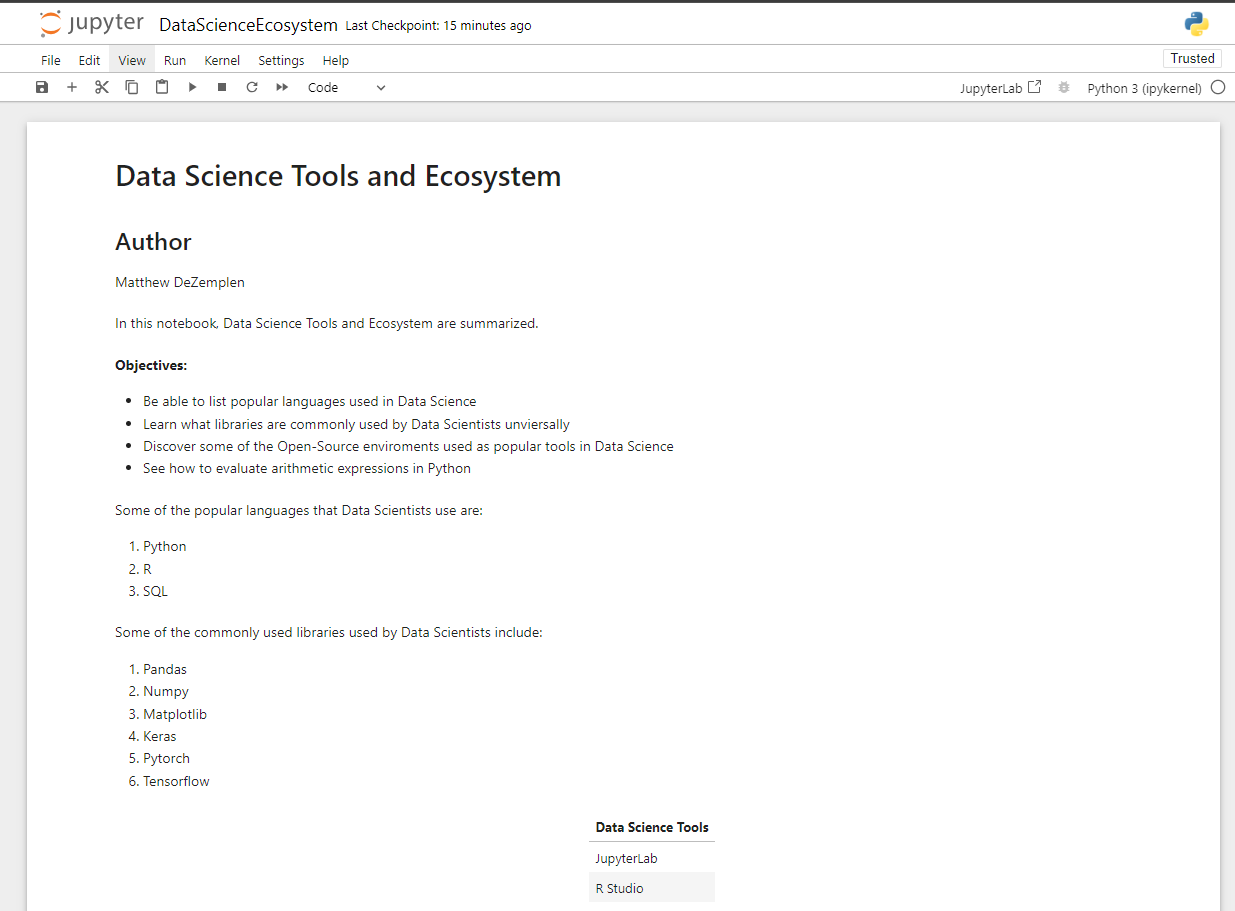 jupyter DataScienceEcosystem Last Checkpoint: 15 minutes ago
File Edit View Run Kernel Settings Help Trusted
Code JupyterLab Python 3 (ipykernel)
Data Science Tools and Ecosystem
Author
Matthew DeZemplen
In this notebook, Data Science Tools and Ecosystem are summarized.
Objectives:
• Be able to list popular languages used in Data Science
• Learn what libraries are commonly used by Data Scientists unviersally
• Discover some of the Open-Source enviroments used as popular tools in Data Science
• See how to evaluate arithmetic expressions in Python
Some of the popular languages that Data Scientists use are:
1. Python
2. R
3. SQL
Some of the commonly used libraries used by Data Scientists include:
1. Pandas
2. Numpy
3. Matplotlib
4. Keras
5. Pytorch
6. Tensorflow
Data Science Tools
JupyterLab
R Studio